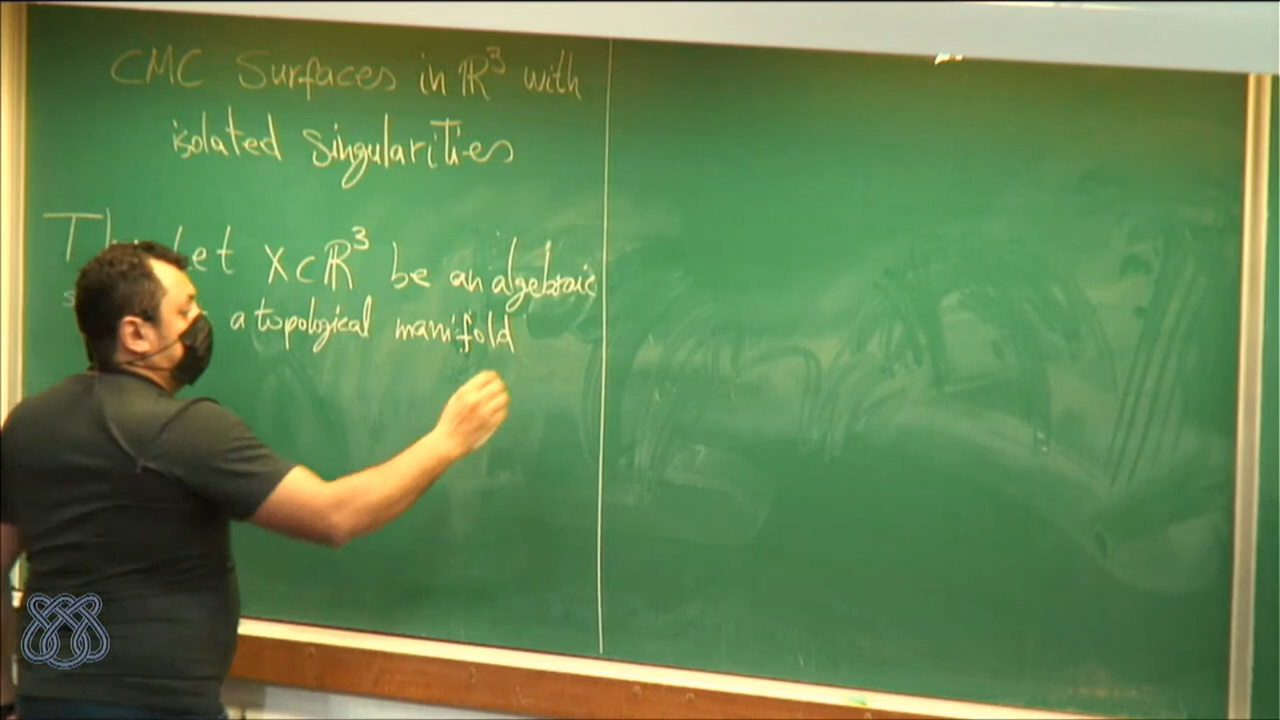 CMC Surfaces in ℝ³ with
isolated singularities
Let X⊂ℝ³ be an algebraic
a topological manifold